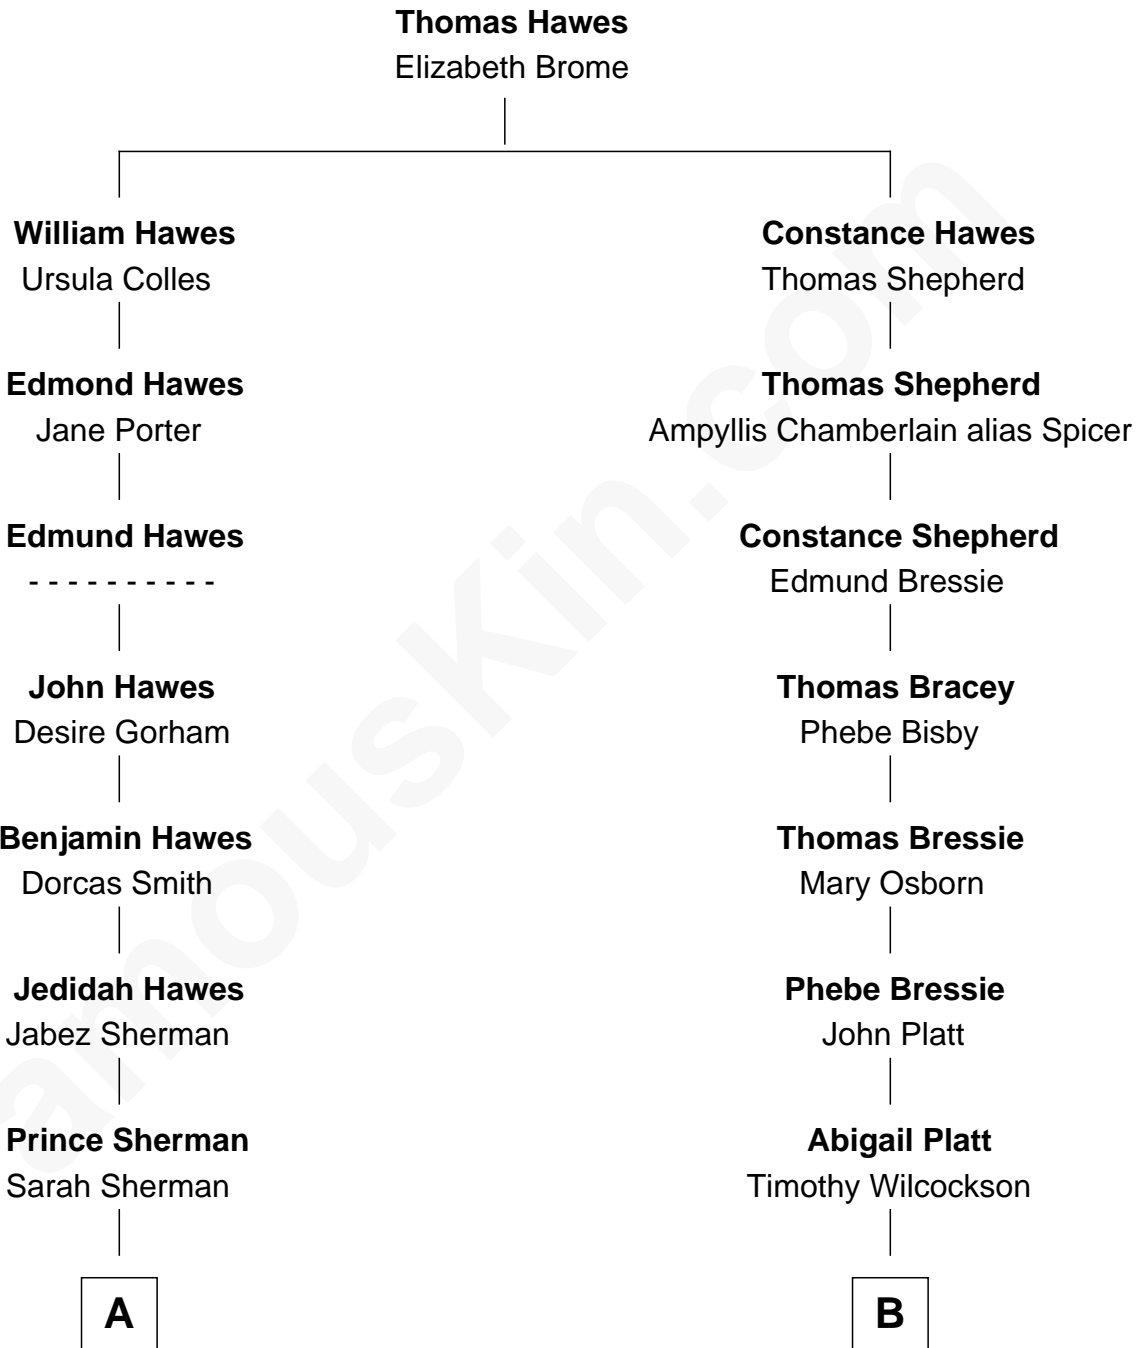 Thomas Hawes
Elizabeth Brome
William Hawes
Ursula Colles
Constance Hawes
Thomas Shepherd
Edmond Hawes
Jane Porter
Thomas Shepherd
Ampyllis Chamberlain alias Spicer
Edmund Hawes
- - - - - - - - - -
Constance Shepherd
Edmund Bressie
John Hawes
Desire Gorham
Thomas Bracey
Phebe Bisby
Benjamin Hawes
Dorcas Smith
Thomas Bressie
Mary Osborn
Jedidah Hawes
Jabez Sherman
Phebe Bressie
John Platt
Prince Sherman
Sarah Sherman
Abigail Platt
Timothy Wilcockson
A
B
amousKin.com